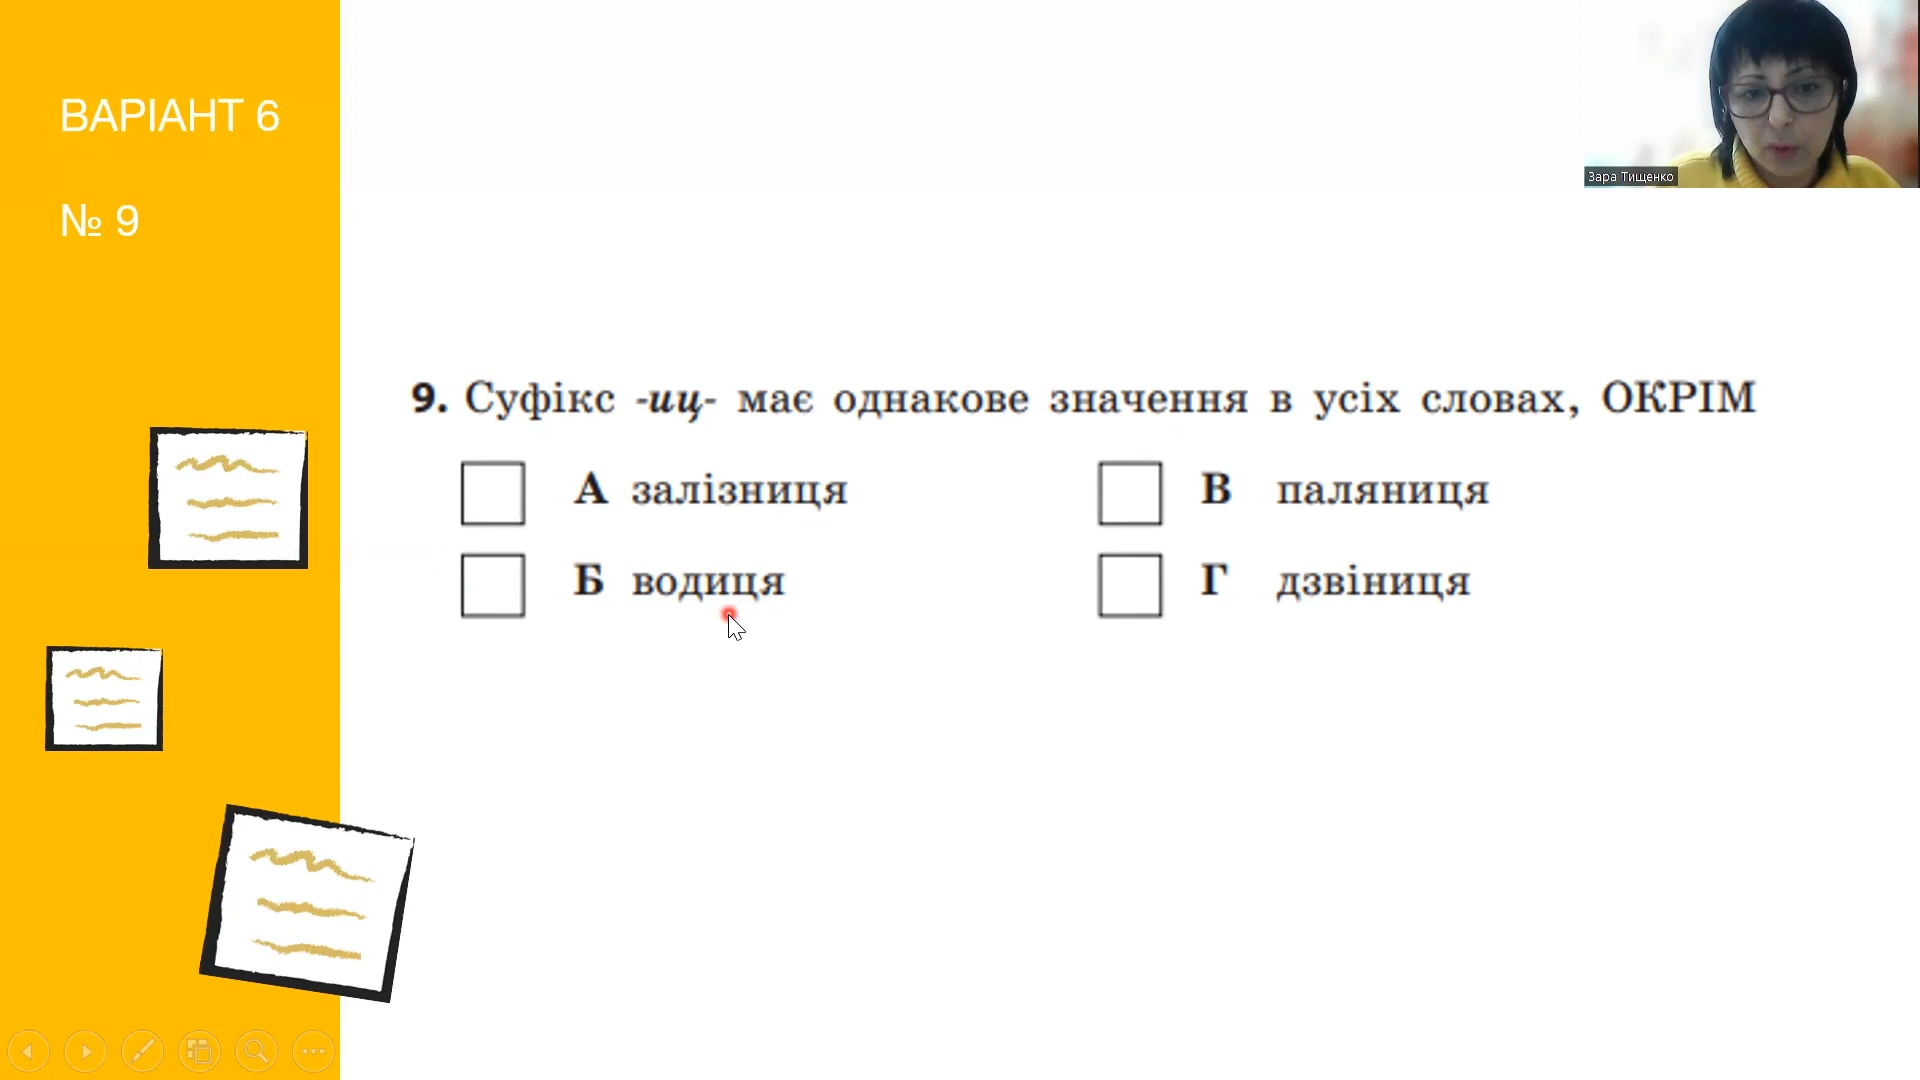 ВАРІАНТ 6
№ 9
Зара Тищенко
9. Суфікс -иц- має однакове значення в усіх словах, ОКРІМ
А залізниця
В паляниця
Б водиця
Г дзвіниця